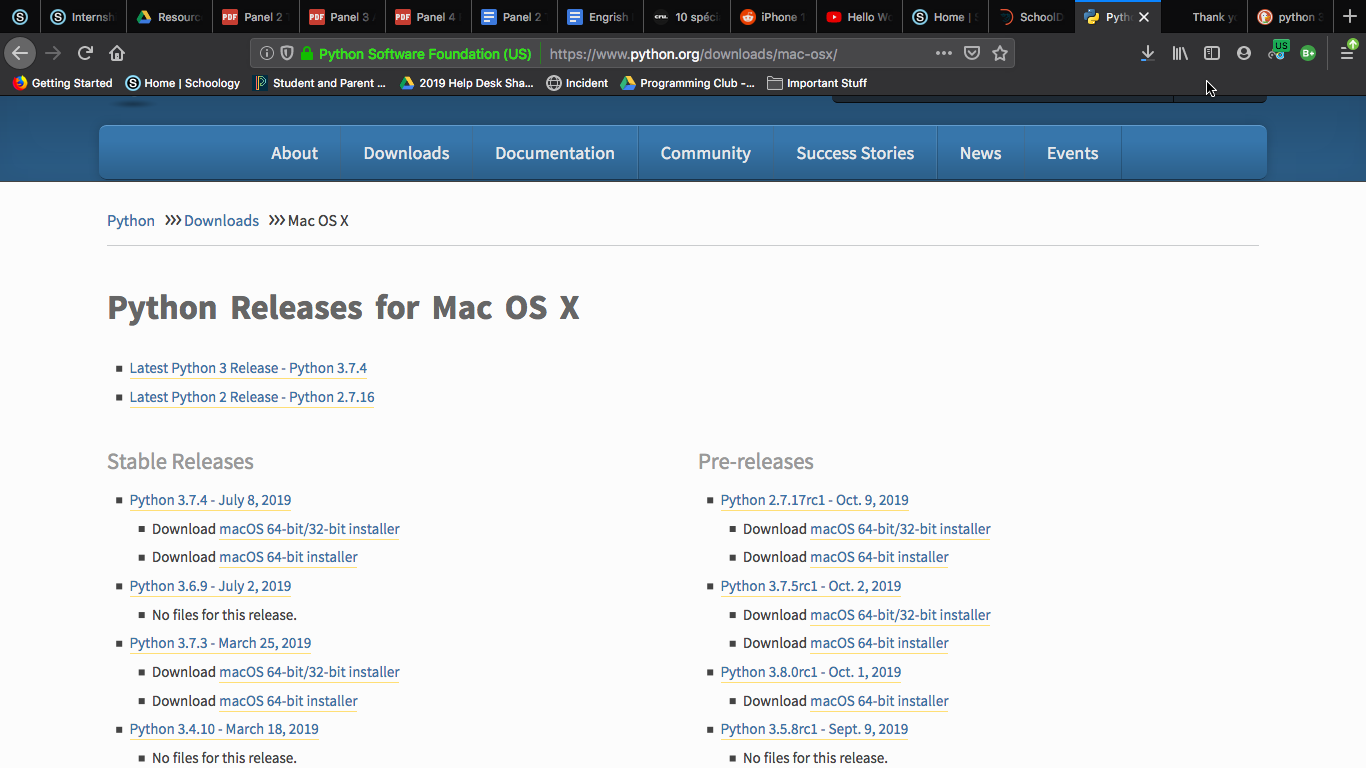 Internsh
Resourc
PDF Panel 2
PDF Panel 3
PDF Panel 4
Panel 2
Engrish
cru. 10 spéci
iPhone 1
Hello Wo
Home | S
SchoolD
Pytho
Thank yo
python 3
Python Software Foundation (US) https://www.python.org/downloads/mac-osx/
US
B+
Getting Started
Home | Schoology
Student and Parent ...
2019 Help Desk Sha...
Incident
Programming Club -...
Important Stuff
About
Downloads
Documentation
Community
Success Stories
News
Events
Python >>> Downloads >>> Mac OS X
Python Releases for Mac OS X
Latest Python 3 Release - Python 3.7.4
Latest Python 2 Release - Python 2.7.16
Stable Releases
Python 3.7.4 - July 8, 2019
Download macOS 64-bit/32-bit installer
Download macOS 64-bit installer
Python 3.6.9 - July 2, 2019
No files for this release.
Python 3.7.3 - March 25, 2019
Download macOS 64-bit/32-bit installer
Download macOS 64-bit installer
Python 3.4.10 - March 18, 2019
No files for this release.
Pre-releases
Python 2.7.17rc1 - Oct. 9, 2019
Download macOS 64-bit/32-bit installer
Download macOS 64-bit installer
Python 3.7.5rc1 - Oct. 2, 2019
Download macOS 64-bit/32-bit installer
Download macOS 64-bit installer
Python 3.8.0rc1 - Oct. 1, 2019
Download macOS 64-bit installer
Python 3.5.8rc1 - Sept. 9, 2019
No files for this release.